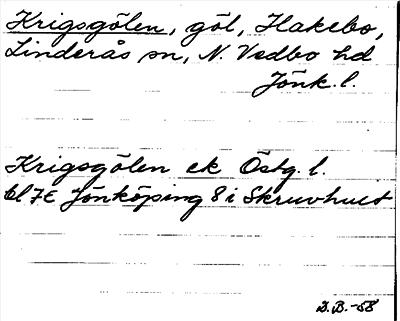 Krigsgölen, göl, Hakebo,
Linderås sn, N. Vedbo hd
Jönk. l.
Krigsgölen ek Östg. l.
bl 7E Jönköping 8 i Skruvhult
D.B.-58